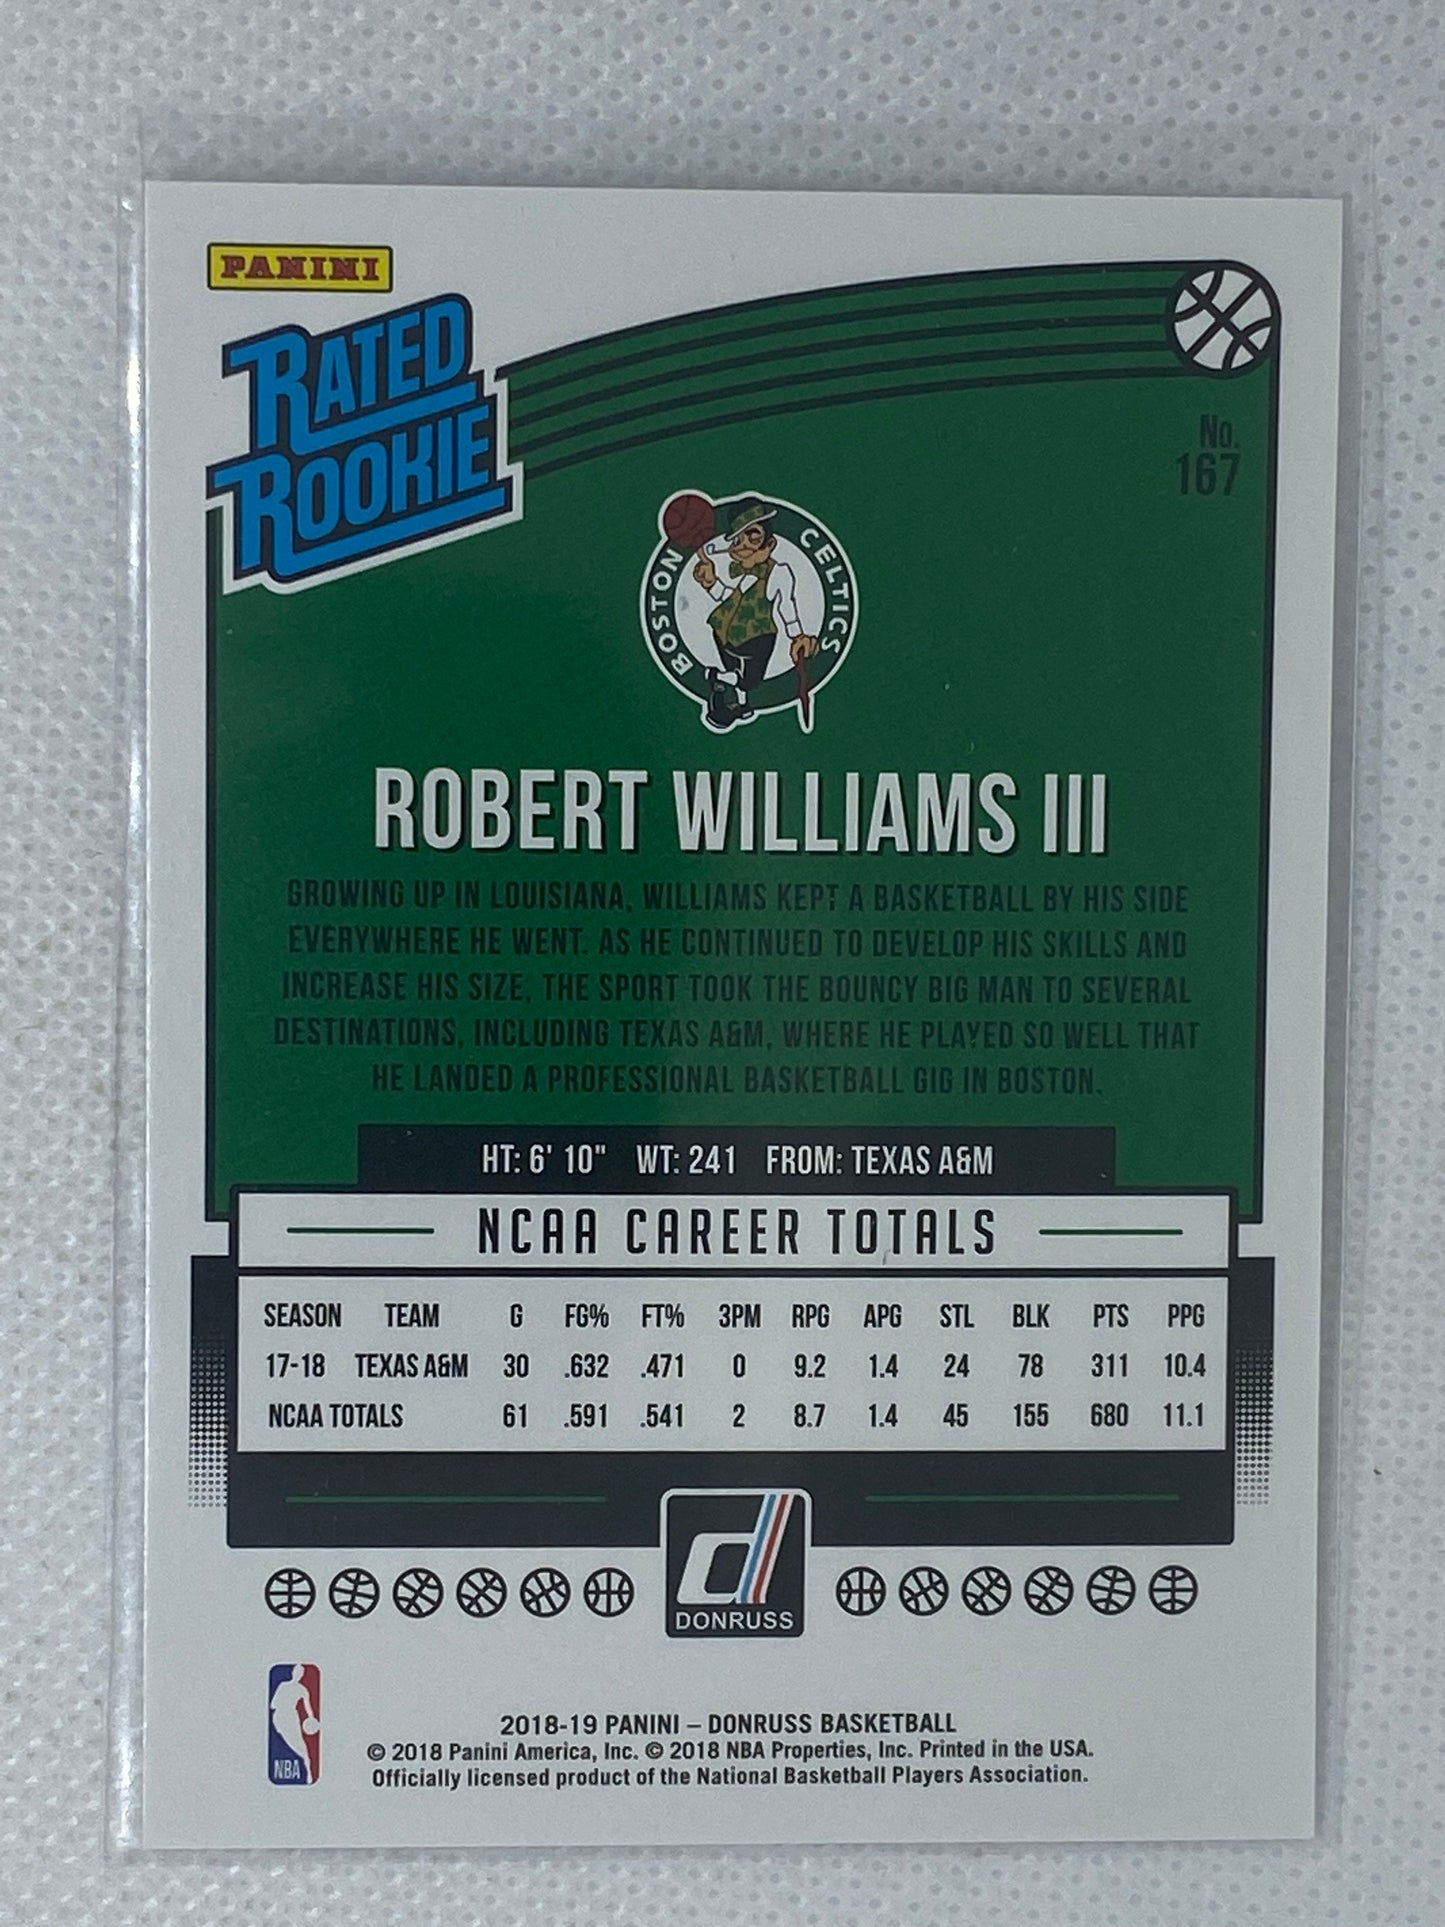 PANINI
RATED
ROOKIE
No.
167
BOSTON CELTICS
ROBERT WILLIAMS III
GROWING UP IN LOUISIANA, WILLIAMS KEPT A BASKETBALL BY HIS SIDE
EVERYWHERE HE WENT. AS HE CONTINUED TO DEVELOP HIS SKILLS AND
INCREASE HIS SIZE, THE SPORT TOOK THE BOUNCY BIG MAN TO SEVERAL
DESTINATIONS, INCLUDING TEXAS A&M, WHERE HE PLAYED SO WELL THAT
HE LANDED A PROFESSIONAL BASKETBALL GIG IN BOSTON.
HT: 6' 10" WT: 241 FROM: TEXAS A&M
NCAA CAREER TOTALS
SEASON TEAM G FG% FT% 3PM RPG APG STL BLK PTS PPG
17-18 TEXAS A&M 30 .632 .471 0 9.2 1.4 24 78 311 10.4
NCAA TOTALS 61 .591 .541 2 8.7 1.4 45 155 680 11.1
d
DONRUSS
NBA
2018-19 PANINI – DONRUSS BASKETBALL
© 2018 Panini America, Inc. © 2018 NBA Properties, Inc. Printed in the USA.
Officially licensed product of the National Basketball Players Association.